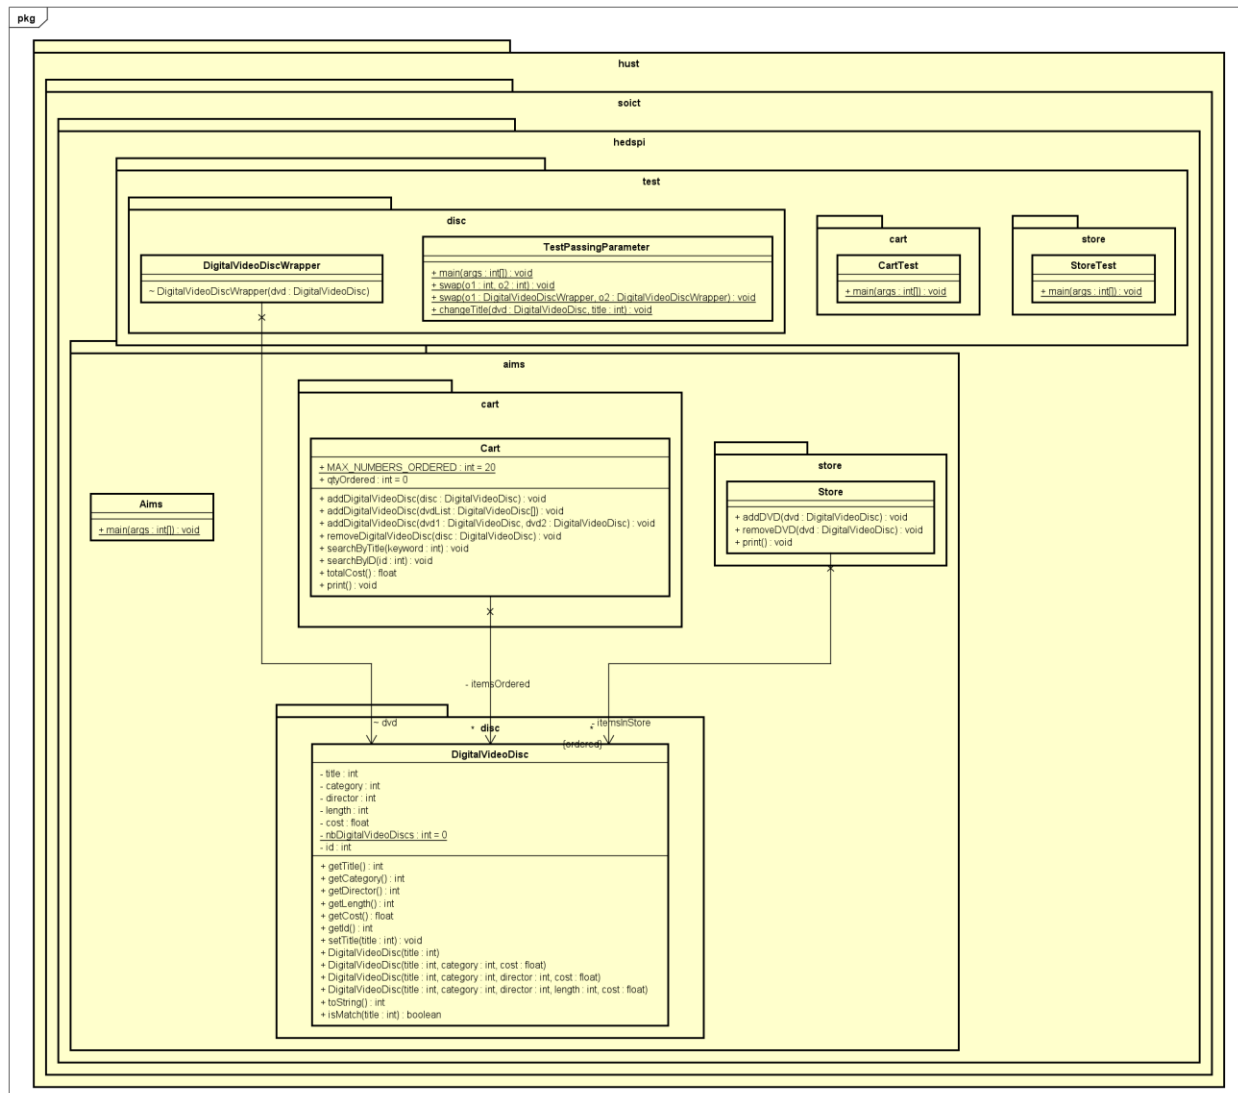 pkg
hust
soict
hedspi
test
disc
DigitalVideoDiscWrapper
~ DigitalVideoDiscWrapper(dvd : DigitalVideoDisc)
TestPassingParameter
+ main(args : int[]) : void
+ swap(o1 : int, o2 : int) : void
+ swap(o1 : DigitalVideoDiscWrapper, o2 : DigitalVideoDiscWrapper) : void
+ changeTitle(dvd : DigitalVideoDisc, title : int) : void
cart
CartTest
+ main(args : int[]) : void
store
StoreTest
+ main(args : int[]) : void
aims
Aims
+ main(args : int[]) : void
cart
Cart
+ MAX_NUMBERS_ORDERED : int = 20
+ qtyOrdered : int = 0
+ addDigitalVideoDisc(disc : DigitalVideoDisc) : void
+ addDigitalVideoDisc(dvdList : DigitalVideoDisc[]) : void
+ addDigitalVideoDisc(dvd1 : DigitalVideoDisc, dvd2 : DigitalVideoDisc) : void
+ removeDigitalVideoDisc(disc : DigitalVideoDisc) : void
+ searchByTitle(keyword : int) : void
+ searchByID(id : int) : void
+ totalCost() : float
+ print() : void
store
Store
+ addDVD(dvd : DigitalVideoDisc) : void
+ removeDVD(dvd : DigitalVideoDisc) : void
+ print() : void
- itemsOrdered
~ dvd
*
disc
- itemsInStore
*
{ordered}
DigitalVideoDisc
- title : int
- category : int
- director : int
- length : int
- cost : float
- nbDigitalVideoDiscs : int = 0
- id : int
+ getTitle() : int
+ getCategory() : int
+ getDirector() : int
+ getLength() : int
+ getCost() : float
+ getId() : int
+ setTitle(title : int) : void
+ DigitalVideoDisc(title : int)
+ DigitalVideoDisc(title : int, category : int, cost : float)
+ DigitalVideoDisc(title : int, category : int, director : int, cost : float)
+ DigitalVideoDisc(title : int, category : int, director : int, length : int, cost : float)
+ toString() : int
+ isMatch(title : int) : boolean